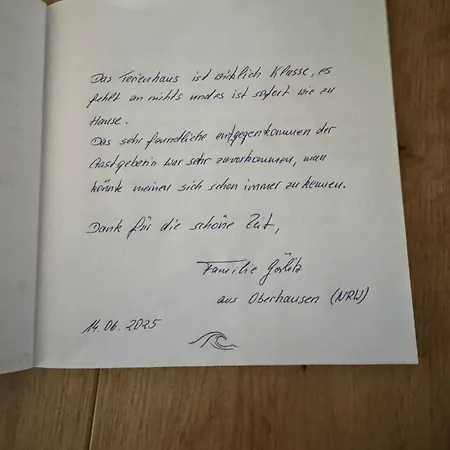 Das Ferienhaus ist wirklich Klasse, es
fehlt an nichts und es ist sofort wie zu
Hause.
Das sehr freundliche entgegenkommen der
Gastgeberin war sehr zuvorkommen, man
könnte meinen sich schon immer zu kennen.
Dank für die schöne Zeit,
Familie
aus Oberhausen (NRW)
14.06.2025